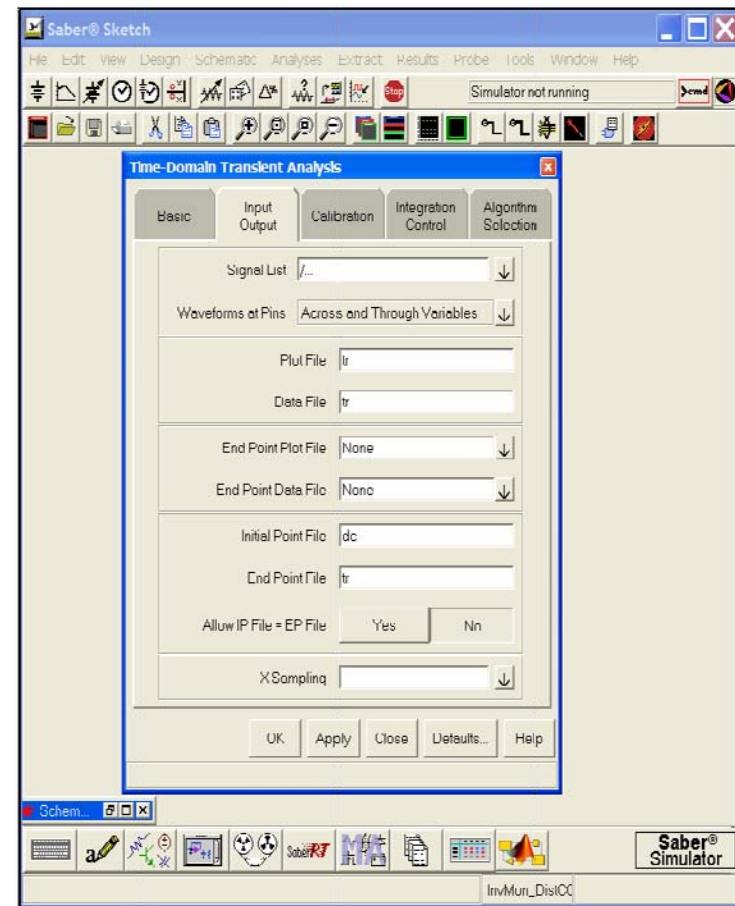 Saber® Sketch
File Edit View Design Schematic Analyses Extract Results Probe Tools Window Help
Stop
Simulator not running
>cmd
Time-Domain Transient Analysis
Basic
Input Output
Calibration
Integration Control
Algorithm Selection
Signal List /...
Waveforms at Pins Across and Through Variables
Plot File tr
Data File tr
End Point Plot File None
End Point Data File None
Initial Point File dc
End Point File tr
Allow IP File = EP File Yes No
X Sampling
OK Apply Close Defaults... Help
Schem...
SaberRT
Saber® Simulator